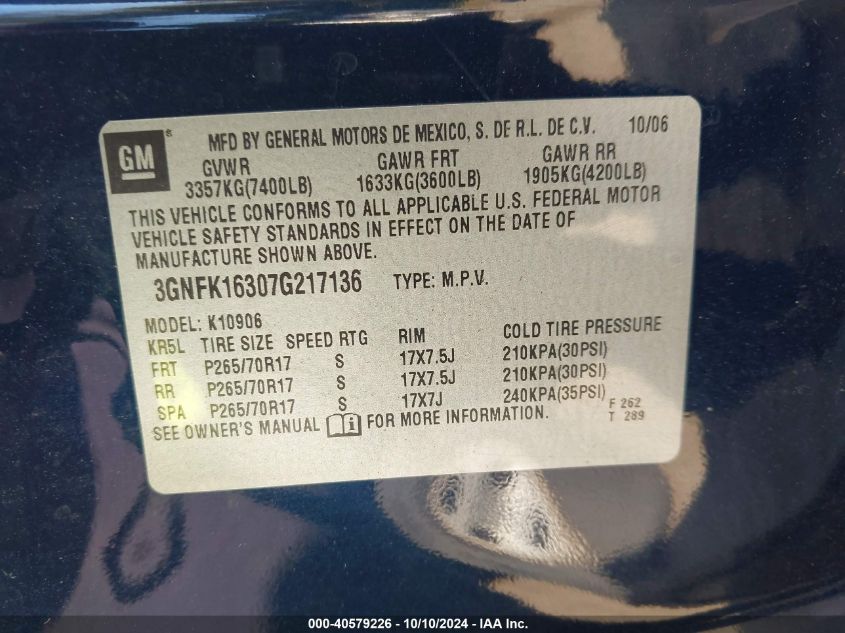 GM® MFD BY GENERAL MOTORS DE MEXICO, S. DE R.L. DE C.V. 10/06
GVWR GAWR FRT GAWR RR
3357KG(7400LB) 1633KG(3600LB) 1905KG(4200LB)
THIS VEHICLE CONFORMS TO ALL APPLICABLE U.S. FEDERAL MOTOR
VEHICLE SAFETY STANDARDS IN EFFECT ON THE DATE OF
MANUFACTURE SHOWN ABOVE.
3GNFK16307G217136 TYPE: M.P.V.
MODEL: K10906
KR5L TIRE SIZE SPEED RTG RIM COLD TIRE PRESSURE
FRT P265/70R17 S 17X7.5J 210KPA(30PSI)
RR P265/70R17 S 17X7.5J 210KPA(30PSI)
SPA P265/70R17 S 17X7J 240KPA(35PSI)
SEE OWNER'S MANUAL i FOR MORE INFORMATION. F 262
T 289
000-40579226 - 10/10/2024 - IAA Inc.